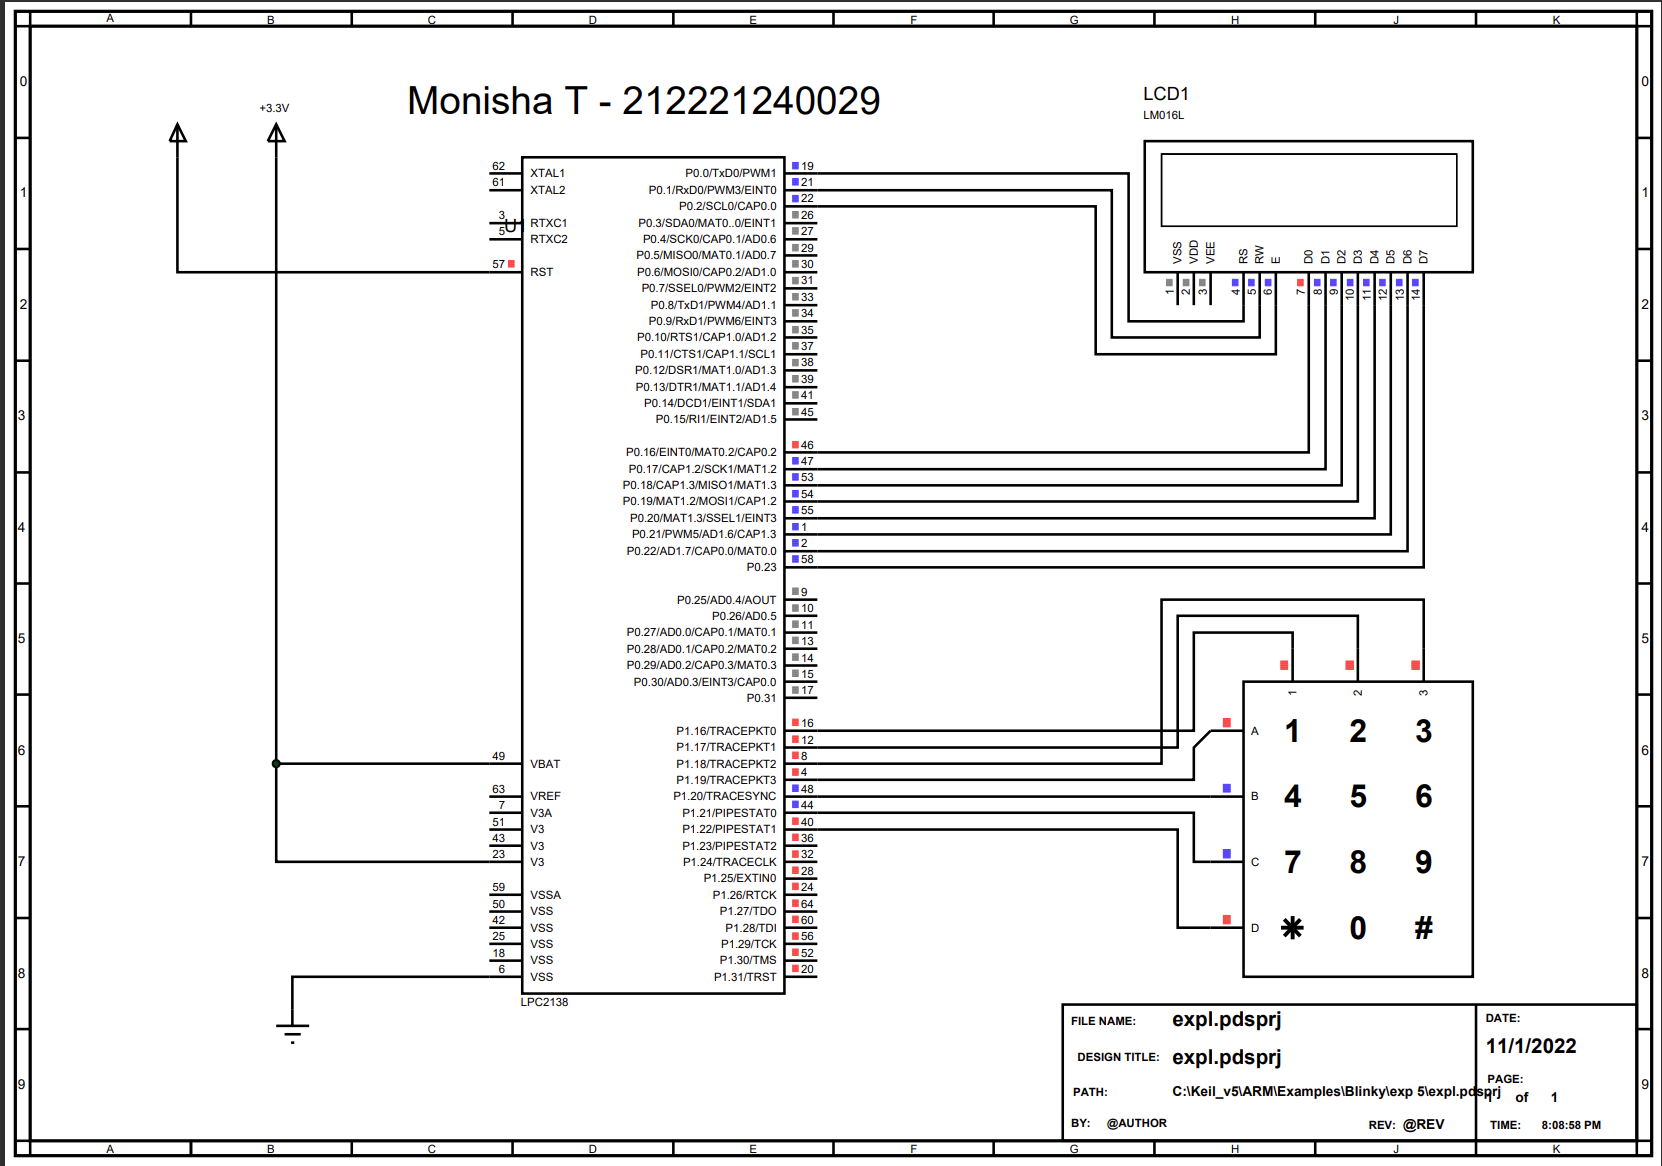 A B C D E F G H J K
0 0
Monisha T - 212221240029
+3.3V
LCD1
LM016L
1 1
62 XTAL1
61 XTAL2
3 RTXC1
5 RTXC2
57 RST
U
P0.0/TxD0/PWM1 19
P0.1/RxD0/PWM3/EINT0 21
P0.2/SCL0/CAP0.0 22
P0.3/SDA0/MAT0..0/EINT1 26
P0.4/SCK0/CAP0.1/AD0.6 27
P0.5/MISO0/MAT0.1/AD0.7 29
P0.6/MOSI0/CAP0.2/AD1.0 30
P0.7/SSEL0/PWM2/EINT2 31
P0.8/TxD1/PWM4/AD1.1 33
P0.9/RxD1/PWM6/EINT3 34
P0.10/RTS1/CAP1.0/AD1.2 35
P0.11/CTS1/CAP1.1/SCL1 37
P0.12/DSR1/MAT1.0/AD1.3 38
P0.13/DTR1/MAT1.1/AD1.4 39
P0.14/DCD1/EINT1/SDA1 41
P0.15/RI1/EINT2/AD1.5 45
VSS VDD VEE RS RW E D0 D1 D2 D3 D4 D5 D6 D7
1 2 3 4 5 6 7 8 9 10 11 12 13 14
2 2
3 3
P0.16/EINT0/MAT0.2/CAP0.2 46
P0.17/CAP1.2/SCK1/MAT1.2 47
P0.18/CAP1.3/MISO1/MAT1.3 53
P0.19/MAT1.2/MOSI1/CAP1.2 54
P0.20/MAT1.3/SSEL1/EINT3 55
P0.21/PWM5/AD1.6/CAP1.3 1
P0.22/AD1.7/CAP0.0/MAT0.0 2
P0.23 58
4 4
P0.25/AD0.4/AOUT 9
P0.26/AD0.5 10
P0.27/AD0.0/CAP0.1/MAT0.1 11
P0.28/AD0.1/CAP0.2/MAT0.2 13
P0.29/AD0.2/CAP0.3/MAT0.3 14
P0.30/AD0.3/EINT3/CAP0.0 15
P0.31 17
5 5
P1.16/TRACEPKT0 16
P1.17/TRACEPKT1 12
P1.18/TRACEPKT2 8
P1.19/TRACEPKT3 4
P1.20/TRACESYNC 48
P1.21/PIPESTAT0 44
P1.22/PIPESTAT1 40
P1.23/PIPESTAT2 36
P1.24/TRACECLK 32
P1.25/EXTIN0 28
P1.26/RTCK 24
P1.27/TDO 64
P1.28/TDI 60
P1.29/TCK 56
P1.30/TMS 52
P1.31/TRST 20
49 VBAT
63 VREF
7 V3A
51 V3
43 V3
23 V3
59 VSSA
50 VSS
42 VSS
25 VSS
18 VSS
6 VSS
LPC2138
1 2 3
A 1 2 3
B 4 5 6
C 7 8 9
D * 0 #
6 6
7 7
8 8
9 9
FILE NAME: expl.pdsprj
DESIGN TITLE: expl.pdsprj
PATH: C:\Keil_v5\ARM\Examples\Blinky\exp 5\expl.pdsprj
BY: @AUTHOR REV: @REV
DATE:
11/1/2022
PAGE:
of 1
TIME: 8:08:58 PM
A B C D E F G H J K